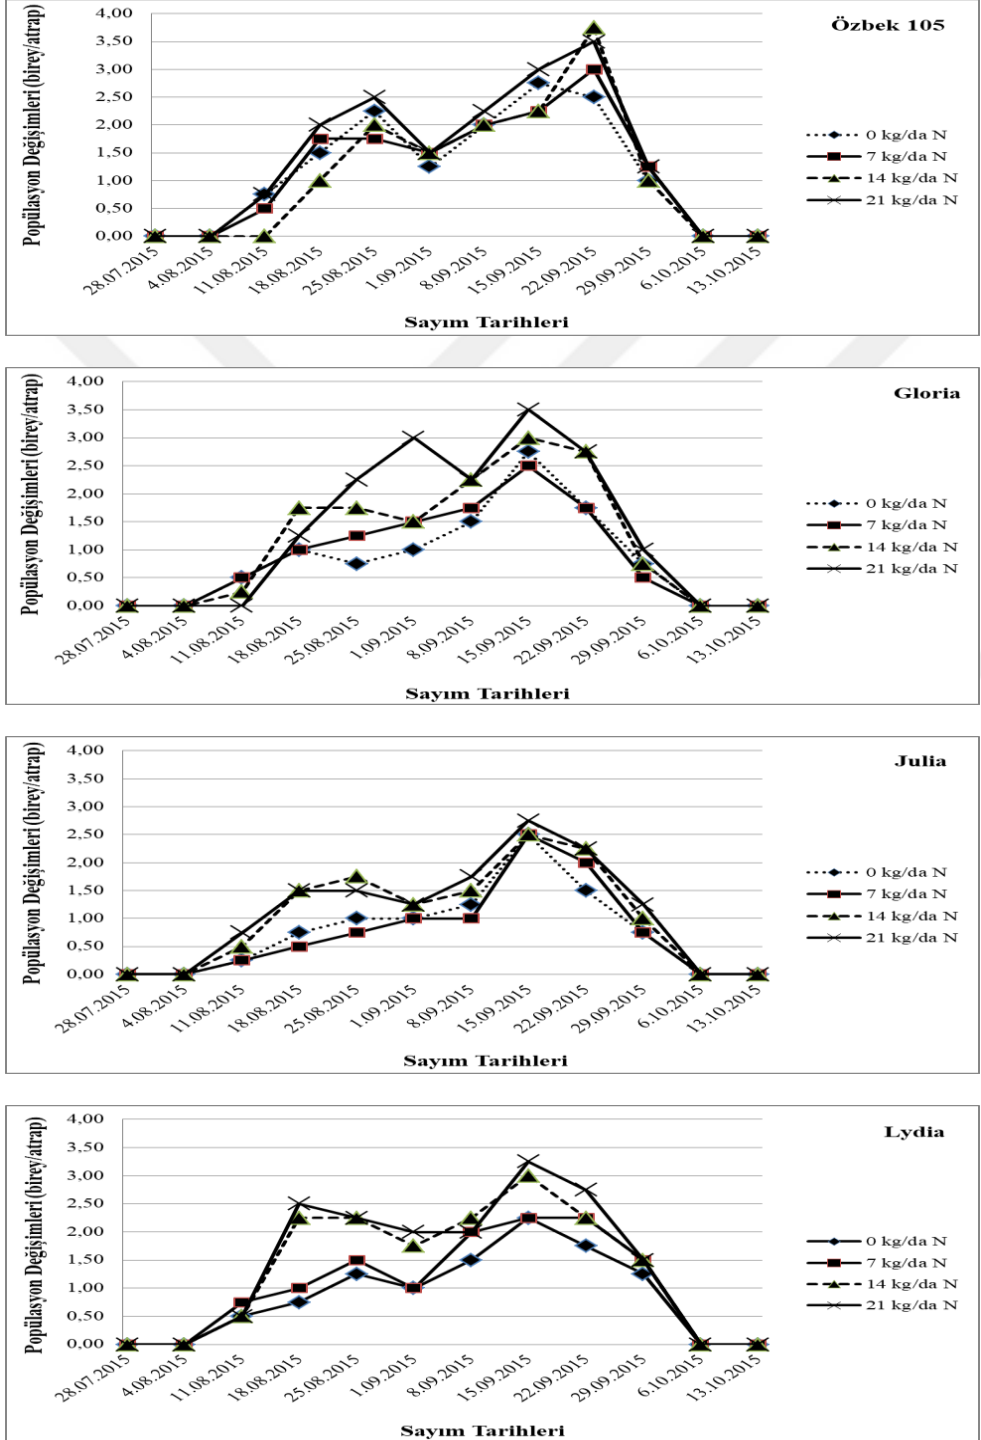 Özbek 105
Popülasyon Değişimleri (birey/atrap)
4,00
3,50
3,00
2,50
2,00
1,50
1,00
0,50
0,00
28.07.2015 4.08.2015 11.08.2015 18.08.2015 25.08.2015 1.09.2015 8.09.2015 15.09.2015 22.09.2015 29.09.2015 6.10.2015 13.10.2015
Sayım Tarihleri
0 kg/da N
7 kg/da N
14 kg/da N
21 kg/da N
Gloria
Popülasyon Değişimleri (birey/atrap)
4,00
3,50
3,00
2,50
2,00
1,50
1,00
0,50
0,00
28.07.2015 4.08.2015 11.08.2015 18.08.2015 25.08.2015 1.09.2015 8.09.2015 15.09.2015 22.09.2015 29.09.2015 6.10.2015 13.10.2015
Sayım Tarihleri
0 kg/da N
7 kg/da N
14 kg/da N
21 kg/da N
Julia
Popülasyon Değişimleri (birey/atrap)
4,00
3,50
3,00
2,50
2,00
1,50
1,00
0,50
0,00
28.07.2015 4.08.2015 11.08.2015 18.08.2015 25.08.2015 1.09.2015 8.09.2015 15.09.2015 22.09.2015 29.09.2015 6.10.2015 13.10.2015
Sayım Tarihleri
0 kg/da N
7 kg/da N
14 kg/da N
21 kg/da N
Lydia
Popülasyon Değişimleri (birey/atrap)
4,00
3,50
3,00
2,50
2,00
1,50
1,00
0,50
0,00
28.07.2015 4.08.2015 11.08.2015 18.08.2015 25.08.2015 1.09.2015 8.09.2015 15.09.2015 22.09.2015 29.09.2015 6.10.2015 13.10.2015
Sayım Tarihleri
0 kg/da N
7 kg/da N
14 kg/da N
21 kg/da N